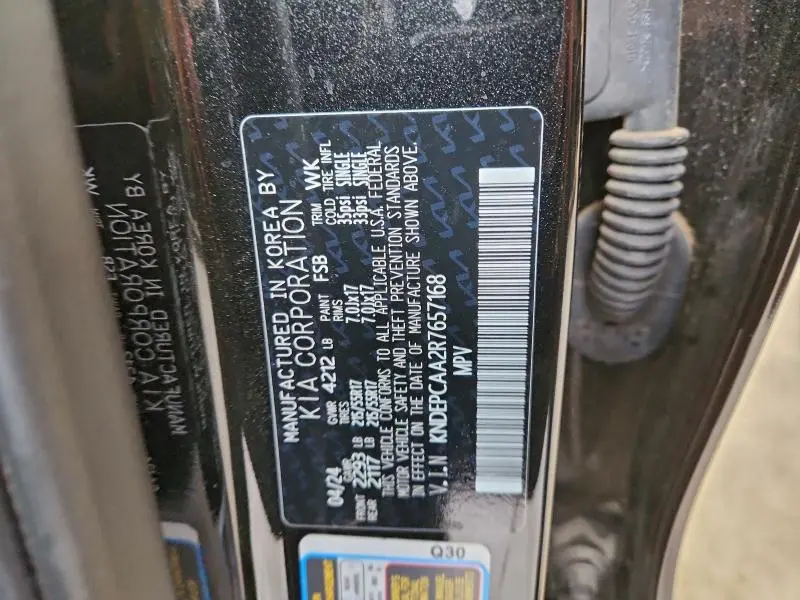 MANUFACTURED IN KOREA BY
KIA CORPORATION
04/24 GVWR 4212 LB PAINT FSB TRIM WK
GAWR TIRES RIMS COLD TIRE INFL
FRONT 2293 LB 215/55R17 7.0Jx17 35psi SINGLE
REAR 2117 LB 215/55R17 7.0Jx17 33psi SINGLE
THIS VEHICLE CONFORMS TO ALL APPLICABLE U.S.A. FEDERAL
MOTOR VEHICLE SAFETY AND THEFT PREVENTION STANDARDS
IN EFFECT ON THE DATE OF MANUFACTURE SHOWN ABOVE.
V.I.N KNDEPCAA2R7657168
MPV
Q30